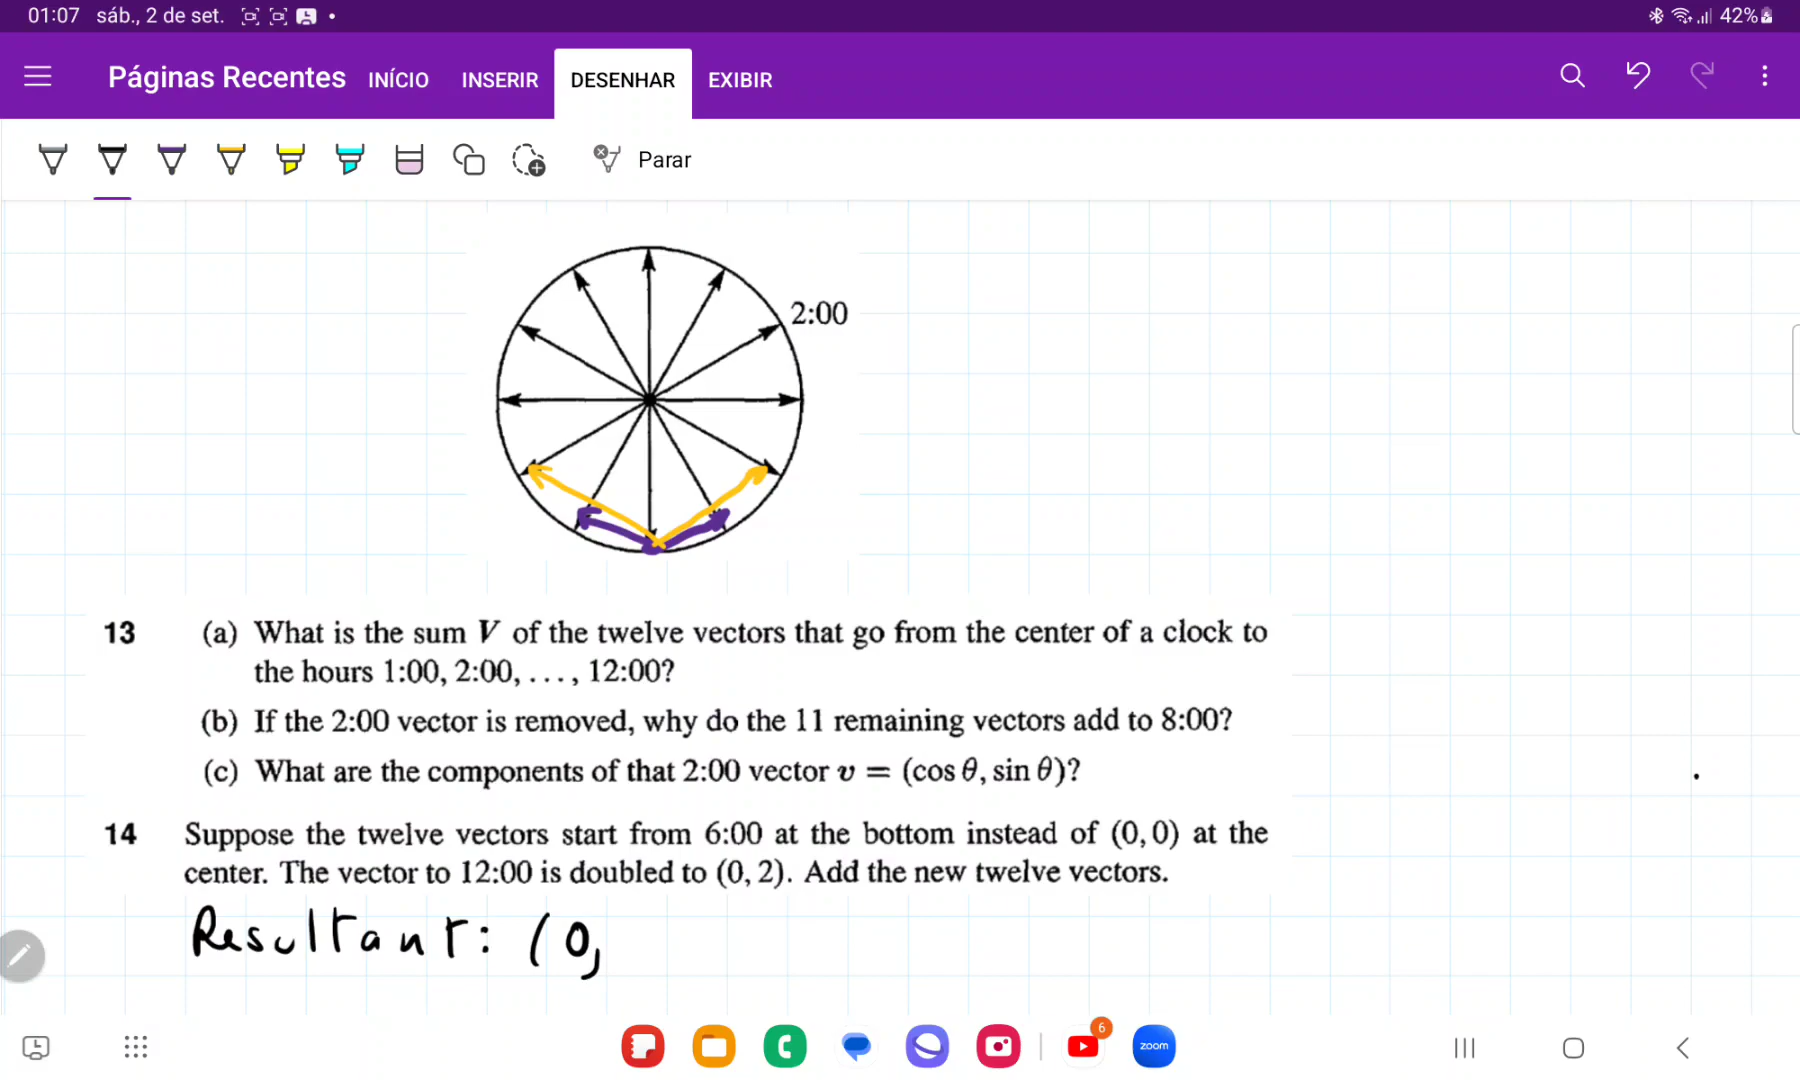 01:07 sáb., 2 de set.
42%
Páginas Recentes INÍCIO INSERIR DESENHAR EXIBIR
Parar
2:00
13 (a) What is the sum V of the twelve vectors that go from the center of a clock to
the hours 1:00, 2:00, . . . , 12:00?
(b) If the 2:00 vector is removed, why do the 11 remaining vectors add to 8:00?
(c) What are the components of that 2:00 vector v = (cos θ, sin θ)?
14 Suppose the twelve vectors start from 6:00 at the bottom instead of (0, 0) at the
center. The vector to 12:00 is doubled to (0, 2). Add the new twelve vectors.
Resultant: (0,
6
zoom